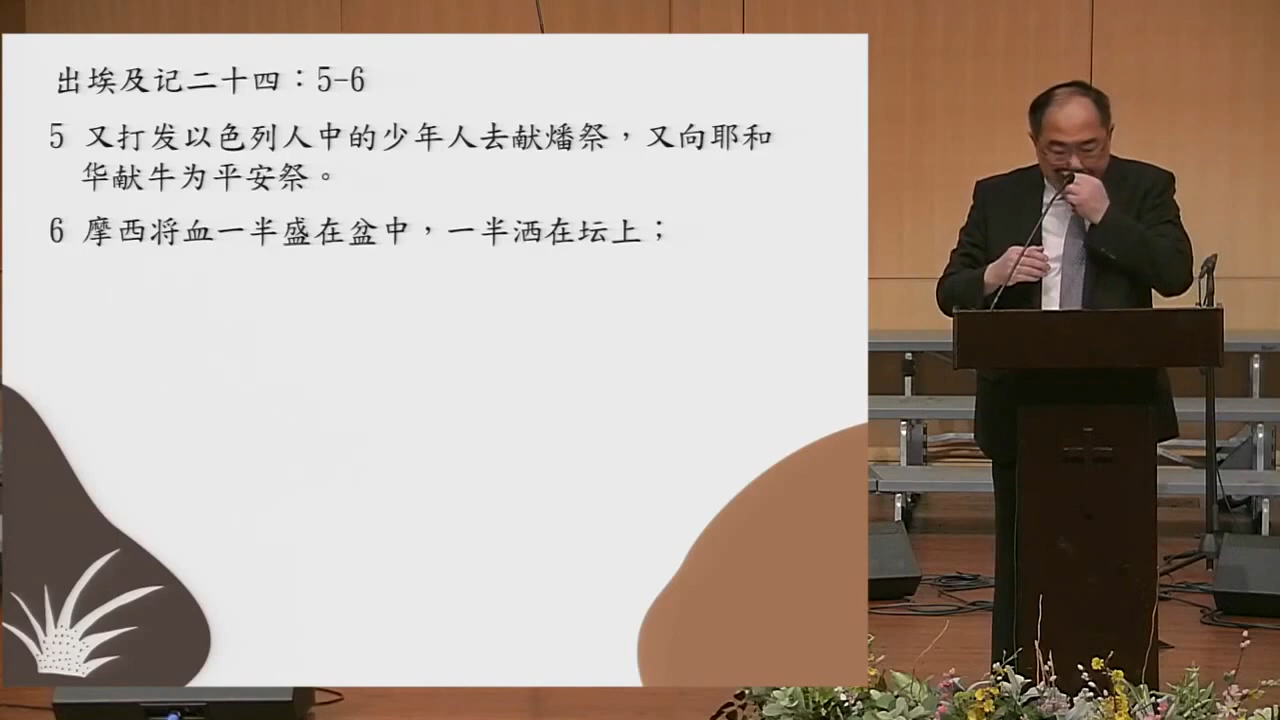 出埃及记二十四：5-6
5 又打发以色列人中的少年人去献燔祭，又向耶和
华献牛为平安祭。
6 摩西将血一半盛在盆中，一半洒在坛上；